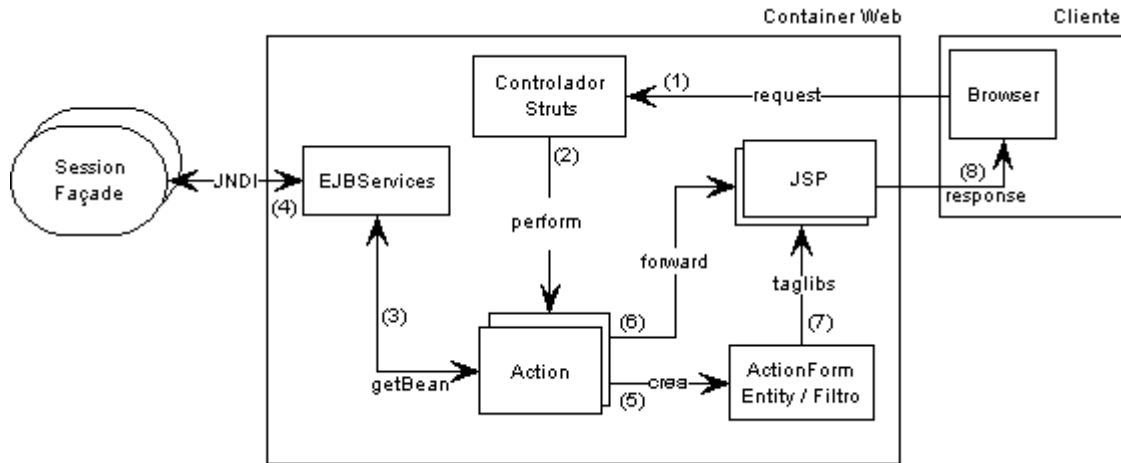 Container Web
Cliente
Controlador
Struts
(1)
request
Browser
(2)
Session
Façade
JNDI
(4)
EJBServices
JSP
(8)
response
perform
forward
taglibs
(3)
(6)
(7)
getBean
Action
crea
(5)
ActionForm
Entity / Filtro